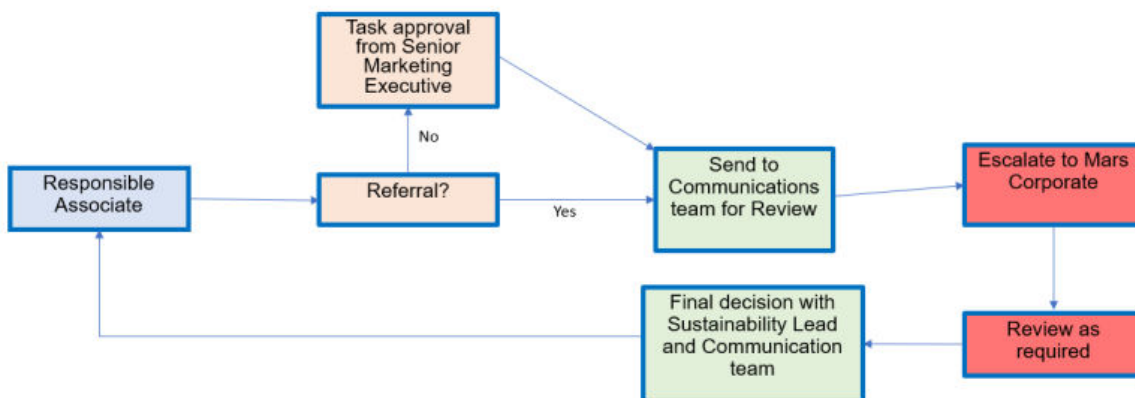 Task approval
from Senior
Marketing
Executive
No
Responsible
Associate
Referral?
Yes
Send to
Communications
team for Review
Escalate to Mars
Corporate
Final decision with
Sustainability Lead
and Communication
team
Review as
required